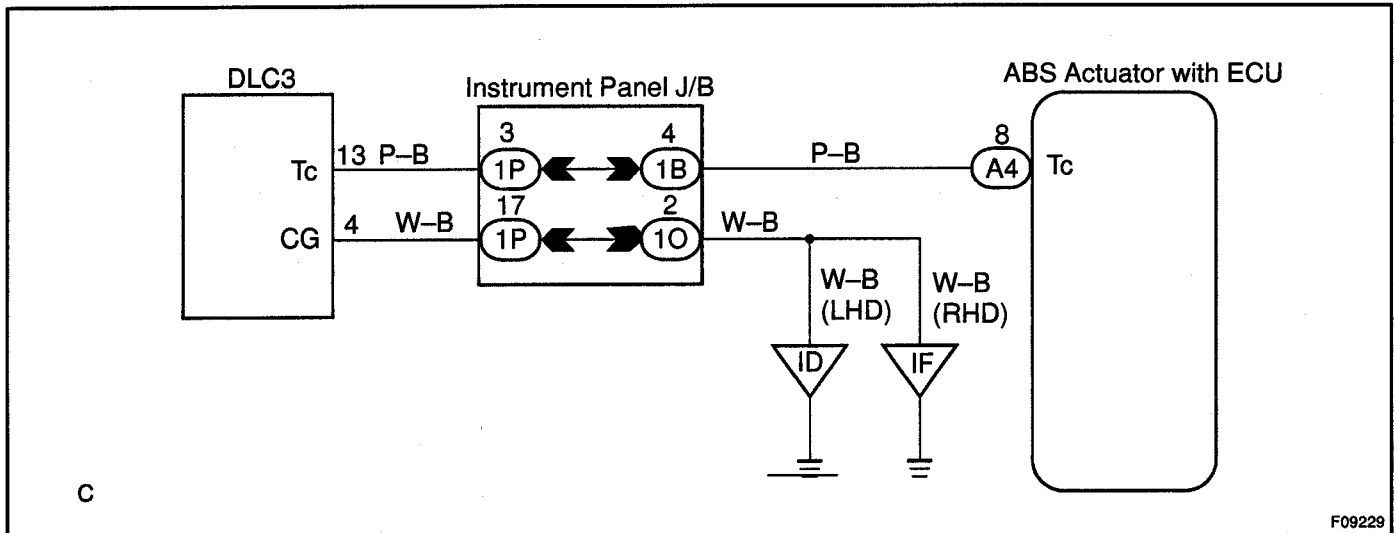 DLC3
Instrument Panel J/B
ABS Actuator with ECU
3
4
8
Tc
13
P–B
1P
1B
P–B
A4
Tc
17
2
CG
4
W–B
1P
1O
W–B
W–B
(LHD)
W–B
(RHD)
ID
IF
C
F09229